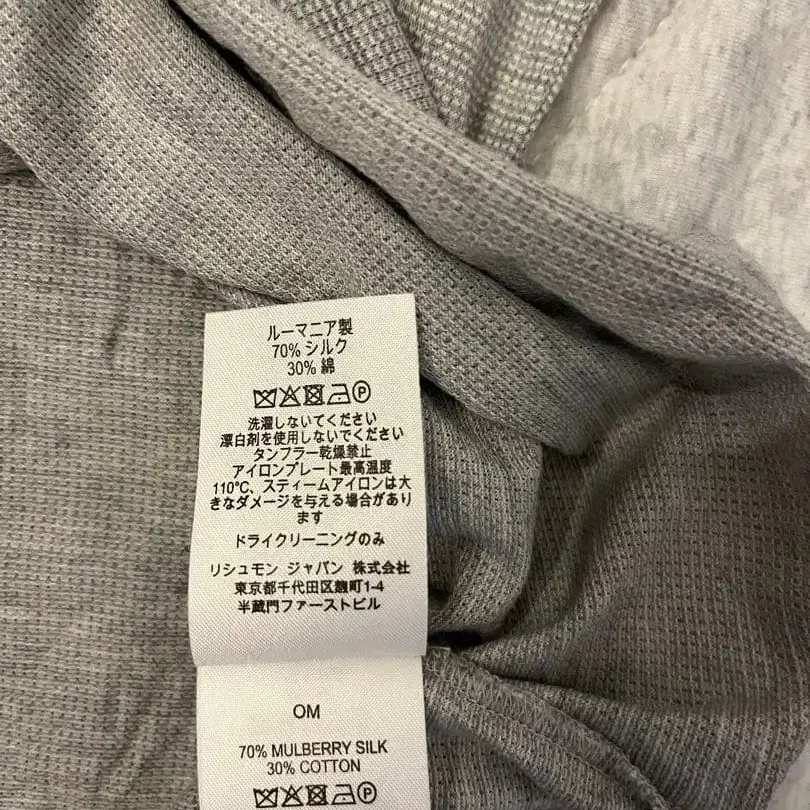 ルーマニア製
70% シルク
30% 綿
洗濯しないてください
漂白剤を使用しないでください
タンブラー乾燥禁止
アイロンプレート最高温度
110℃、スティームアイロンは大
きなダメージを与える場合があり
ます
ドライクリーニングのみ
リシュモン ジャパン 株式会社
東京都千代田区麹町1-4
半蔵門ファーストビル
OM
70% MULBERRY SILK
30% COTTON